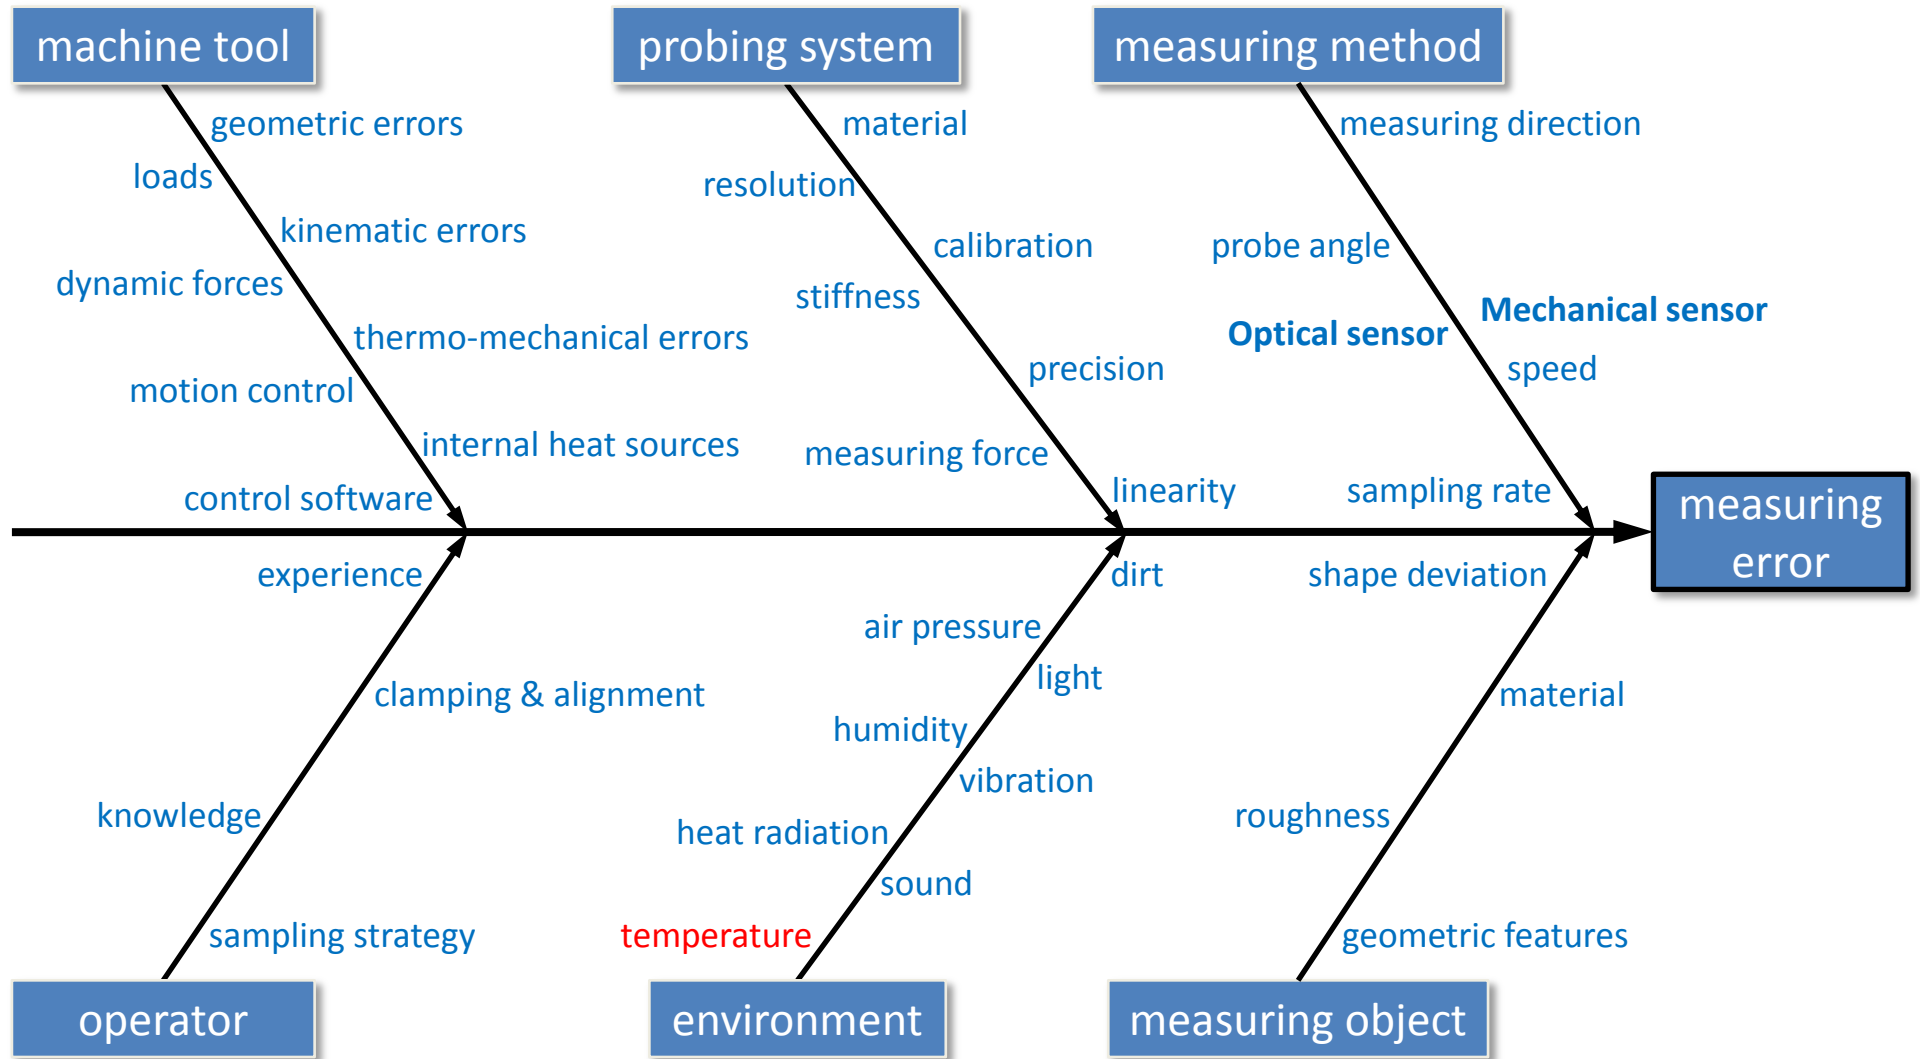 machine tool
probing system
measuring method
geometric errors
material
measuring direction
loads
resolution
kinematic errors
calibration
probe angle
dynamic forces
stiffness
Mechanical sensor
Optical sensor
thermo-mechanical errors
precision
speed
motion control
internal heat sources
measuring force
control software
linearity
sampling rate
measuring
error
experience
dirt
shape deviation
air pressure
light
clamping & alignment
material
humidity
vibration
knowledge
heat radiation
roughness
sound
sampling strategy
temperature
geometric features
operator
environment
measuring object